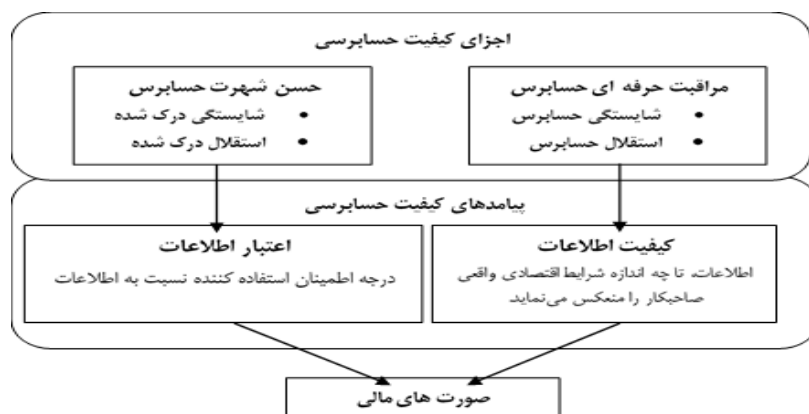 اجزای کیفیت حسابرسی
مراقبت حرفه ای حسابرس
• شایستگی حسابرس
• استقلال حسابرس
حسن شهرت حسابرس
• شایستگی درک شده
• استقلال درک شده
پیامدهای کیفیت حسابرسی
کیفیت اطلاعات
اطلاعات، تا چه اندازه شرایط اقتصادی واقعی
صاحبکار را منعکس می‌نماید.
اعتبار اطلاعات
درجه اطمینان استفاده کننده نسبت به اطلاعات
صورت های مالی